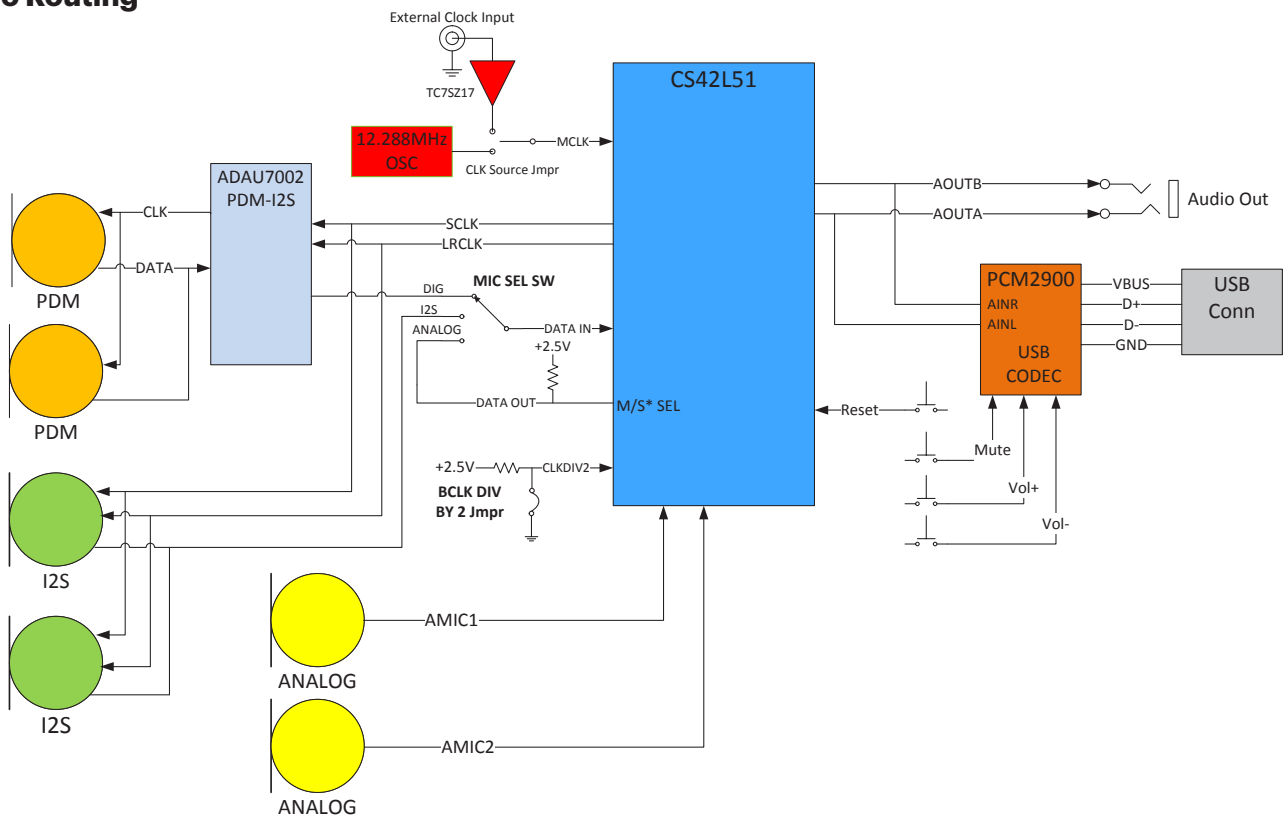 o Routing
External Clock Input
TC7SZ17
12.288MHz
OSC
MCLK
CLK Source Jmpr
CS42L51
ADAU7002
PDM-I2S
CLK
DATA
PDM
PDM
SCLK
LRCLK
MIC SEL SW
DIG
I2S
ANALOG
DATA IN
+2.5V
DATA OUT
M/S* SEL
+2.5V
CLKDIV2
BCLK DIV
BY 2 Jmpr
I2S
I2S
AMIC1
ANALOG
AMIC2
ANALOG
AOUTB
AOUTA
Audio Out
PCM2900
AINR
AINL
USB
CODEC
VBUS
D+
D-
GND
USB
Conn
Reset
Mute
Vol+
Vol-